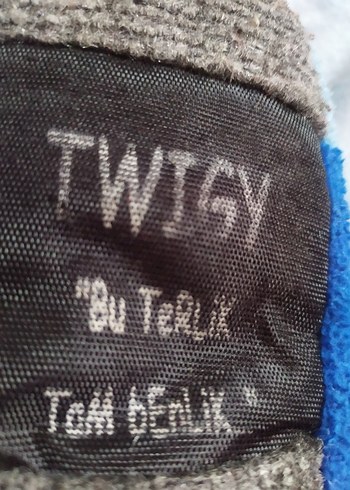 TWIGY
"Bu TeRLiK
TaM bEnLiK "